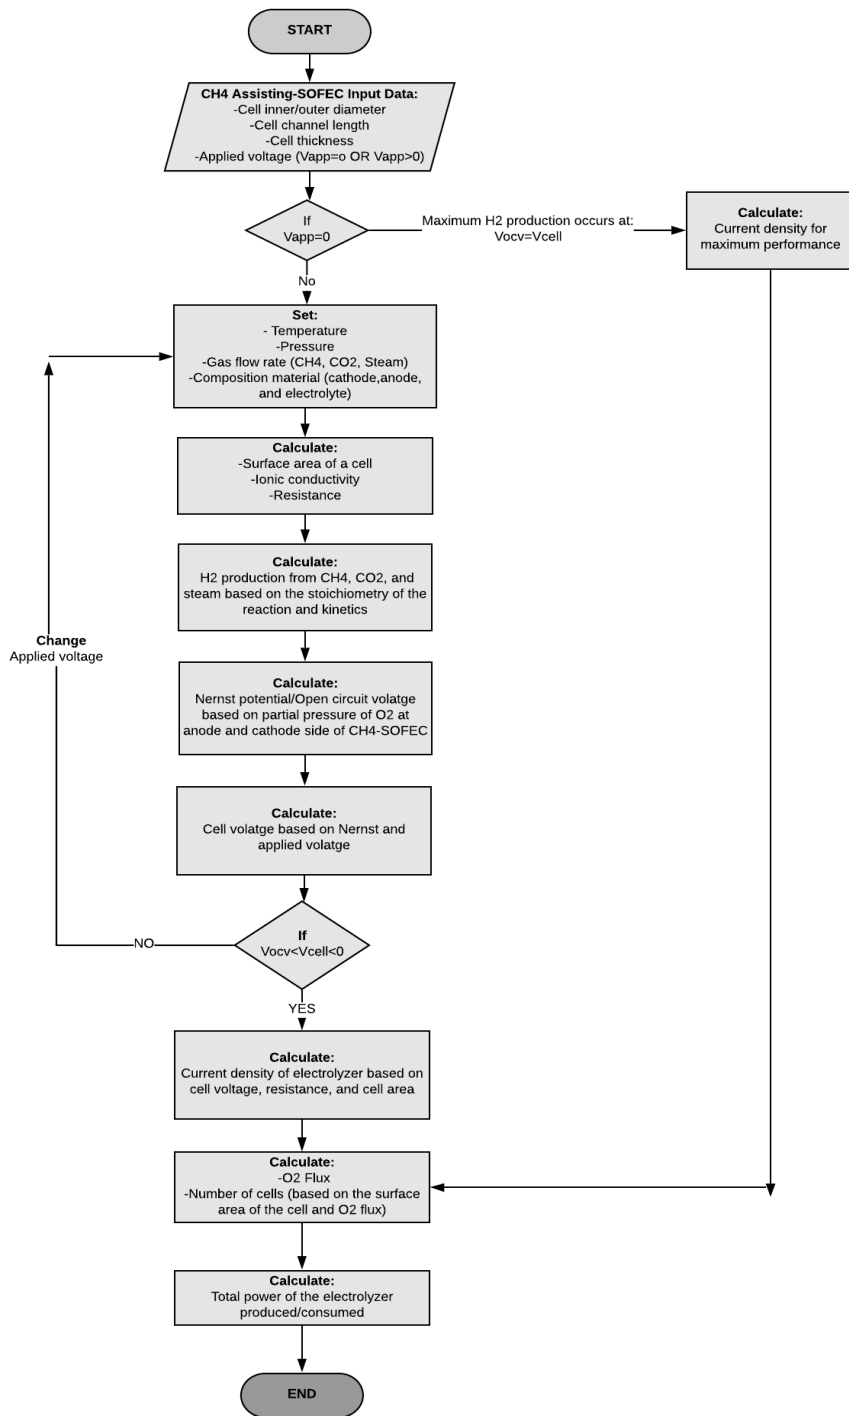 START
CH4 Assisting-SOFEC Input Data:
-Cell inner/outer diameter
-Cell channel length
-Cell thickness
-Applied voltage (Vapp=o OR Vapp>0)
If
Vapp=0
Maximum H2 production occurs at:
Vocv=Vcell
Calculate:
Current density for
maximum performance
No
Set:
- Temperature
-Pressure
-Gas flow rate (CH4, CO2, Steam)
-Composition material (cathode,anode,
and electrolyte)
Calculate:
-Surface area of a cell
-Ionic conductivity
-Resistance
Calculate:
H2 production from CH4, CO2, and
steam based on the stoichiometry of the
reaction and kinetics
Change
Applied voltage
Calculate:
Nernst potential/Open circuit volatge
based on partial pressure of O2 at
anode and cathode side of CH4-SOFEC
Calculate:
Cell volatge based on Nernst and
applied volatge
If
Vocv<Vcell<0
NO
YES
Calculate:
Current density of electrolyzer based on
cell voltage, resistance, and cell area
Calculate:
-O2 Flux
-Number of cells (based on the surface
area of the cell and O2 flux)
Calculate:
Total power of the electrolyzer
produced/consumed
END